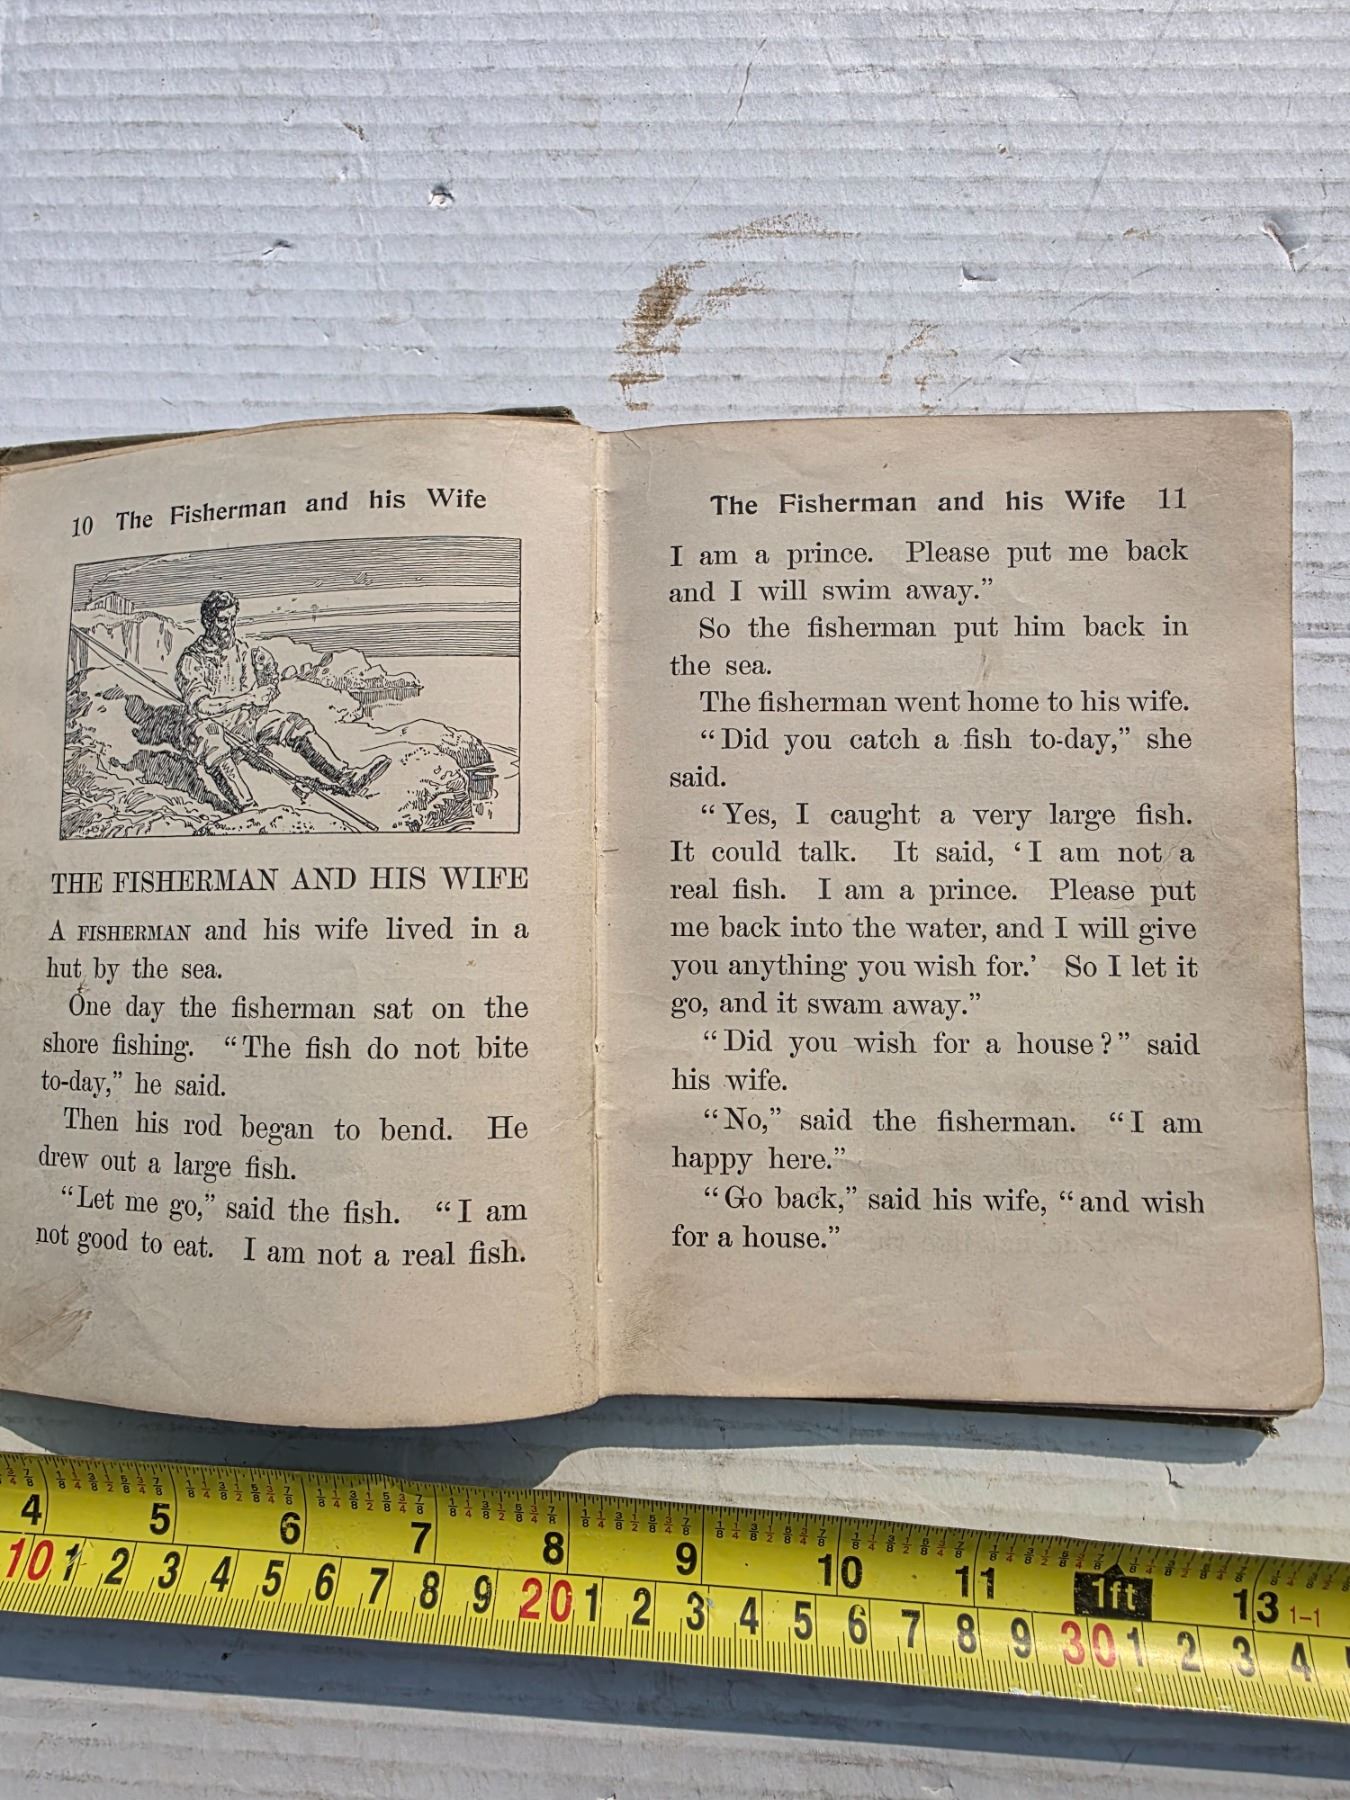 10 The Fisherman and his Wife
THE FISHERMAN AND HIS WIFE
A FISHERMAN and his wife lived in a
hut by the sea.
One day the fisherman sat on the
shore fishing. “The fish do not bite
to-day,” he said.
Then his rod began to bend. He
drew out a large fish.
“Let me go,” said the fish. “I am
not good to eat. I am not a real fish.
The Fisherman and his Wife 11
I am a prince. Please put me back
and I will swim away.”
So the fisherman put him back in
the sea.
The fisherman went home to his wife.
“Did you catch a fish to-day,” she
said.
“Yes, I caught a very large fish.
It could talk. It said, ‘I am not a
real fish. I am a prince. Please put
me back into the water, and I will give
you anything you wish for.’ So I let it
go, and it swam away.”
“Did you wish for a house?” said
his wife.
“No,” said the fisherman. “I am
happy here.”
“Go back,” said his wife, “and wish
for a house.”
4 5 6 7 8 9 10 11 1ft 13 1-1
10 1 2 3 4 5 6 7 8 9 20 1 2 3 4 5 6 7 8 9 30 1 2 3 4